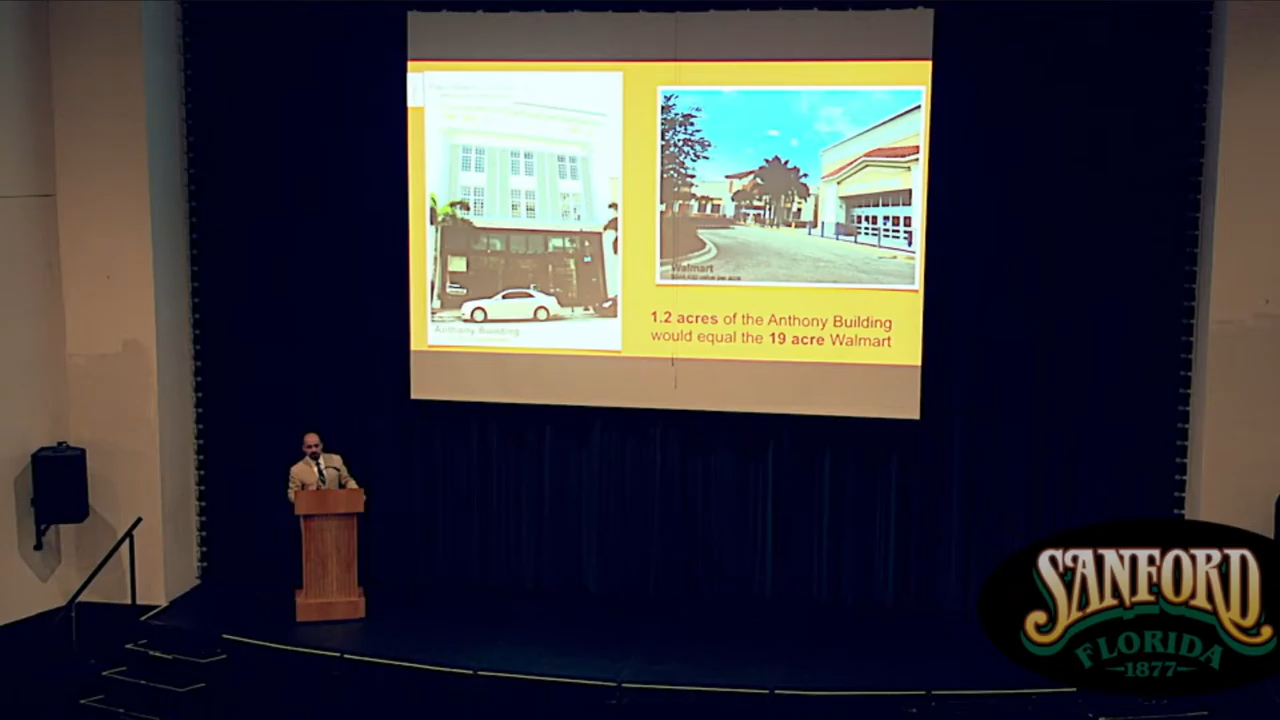 Anthony Building
Walmart
1.2 acres of the Anthony Building
would equal the 19 acre Walmart
SANFORD
FLORIDA
1877